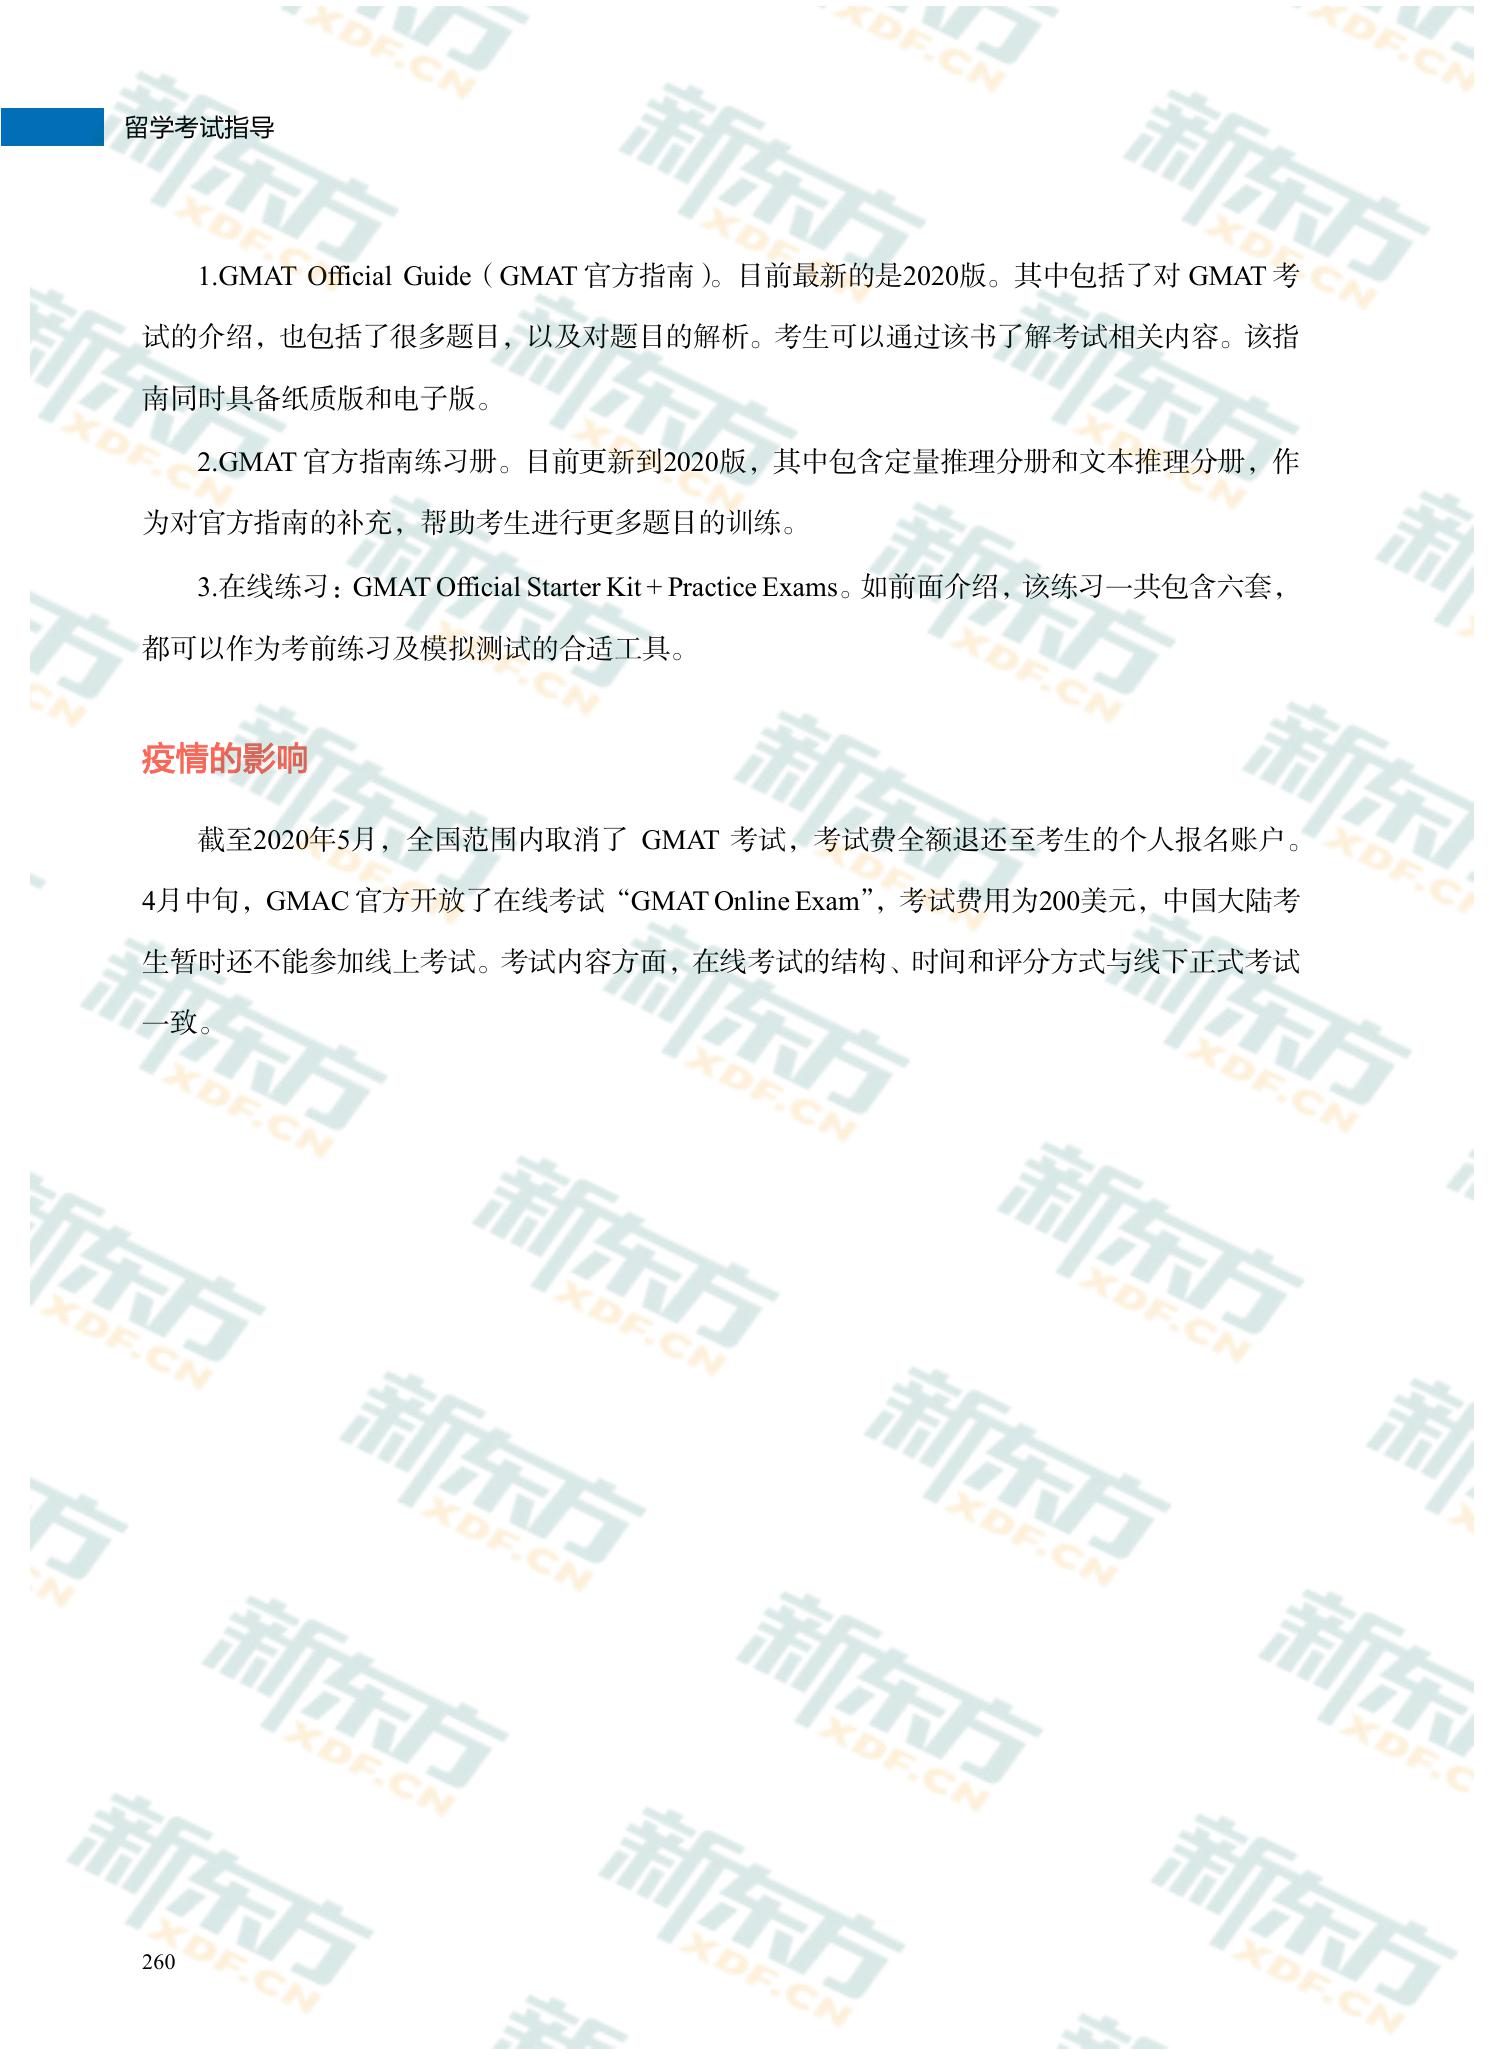 留学考试指导
1.GMAT Official Guide（GMAT 官方指南）。目前最新的是2020版。其中包括了对 GMAT 考
试的介绍，也包括了很多题目，以及对题目的解析。考生可以通过该书了解考试相关内容。该指
南同时具备纸质版和电子版。
2.GMAT 官方指南练习册。目前更新到2020版，其中包含定量推理分册和文本推理分册，作
为对官方指南的补充，帮助考生进行更多题目的训练。
3.在线练习：GMAT Official Starter Kit + Practice Exams。如前面介绍，该练习一共包含六套，
都可以作为考前练习及模拟测试的合适工具。
疫情的影响
截至2020年5月，全国范围内取消了 GMAT 考试，考试费全额退还至考生的个人报名账户。
4月中旬，GMAC 官方开放了在线考试“GMAT Online Exam”，考试费用为200美元，中国大陆考
生暂时还不能参加线上考试。考试内容方面，在线考试的结构、时间和评分方式与线下正式考试
一致。
260
新东方
XDF.CN